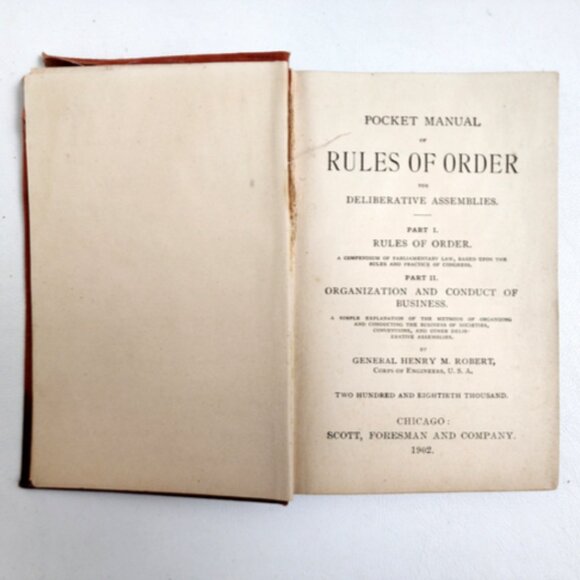 POCKET MANUAL
OF
RULES OF ORDER
FOR
DELIBERATIVE ASSEMBLIES.
PART I.
RULES OF ORDER.
A COMPENDIUM OF PARLIAMENTARY LAW, BASED UPON THE
RULES AND PRACTICE OF CONGRESS.
PART II.
ORGANIZATION AND CONDUCT OF
BUSINESS.
A SIMPLE EXPLANATION OF THE METHODS OF ORGANIZING
AND CONDUCTING THE BUSINESS OF SOCIETIES,
CONVENTIONS, AND OTHER DELIB-
ERATIVE ASSEMBLIES.
BY
GENERAL HENRY M. ROBERT,
CORPS OF ENGINEERS, U. S. A.
TWO HUNDRED AND EIGHTIETH THOUSAND.
CHICAGO:
SCOTT, FORESMAN AND COMPANY.
1902.